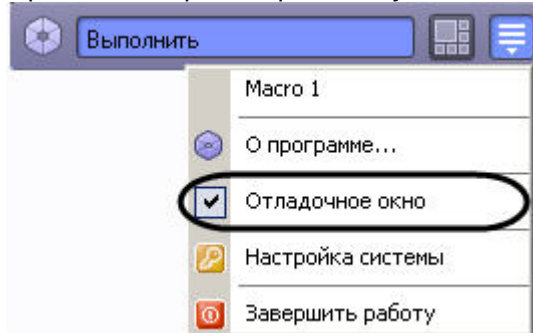 Выполнить
Macro 1
О программе...
Отладочное окно
Настройка системы
Завершить работу